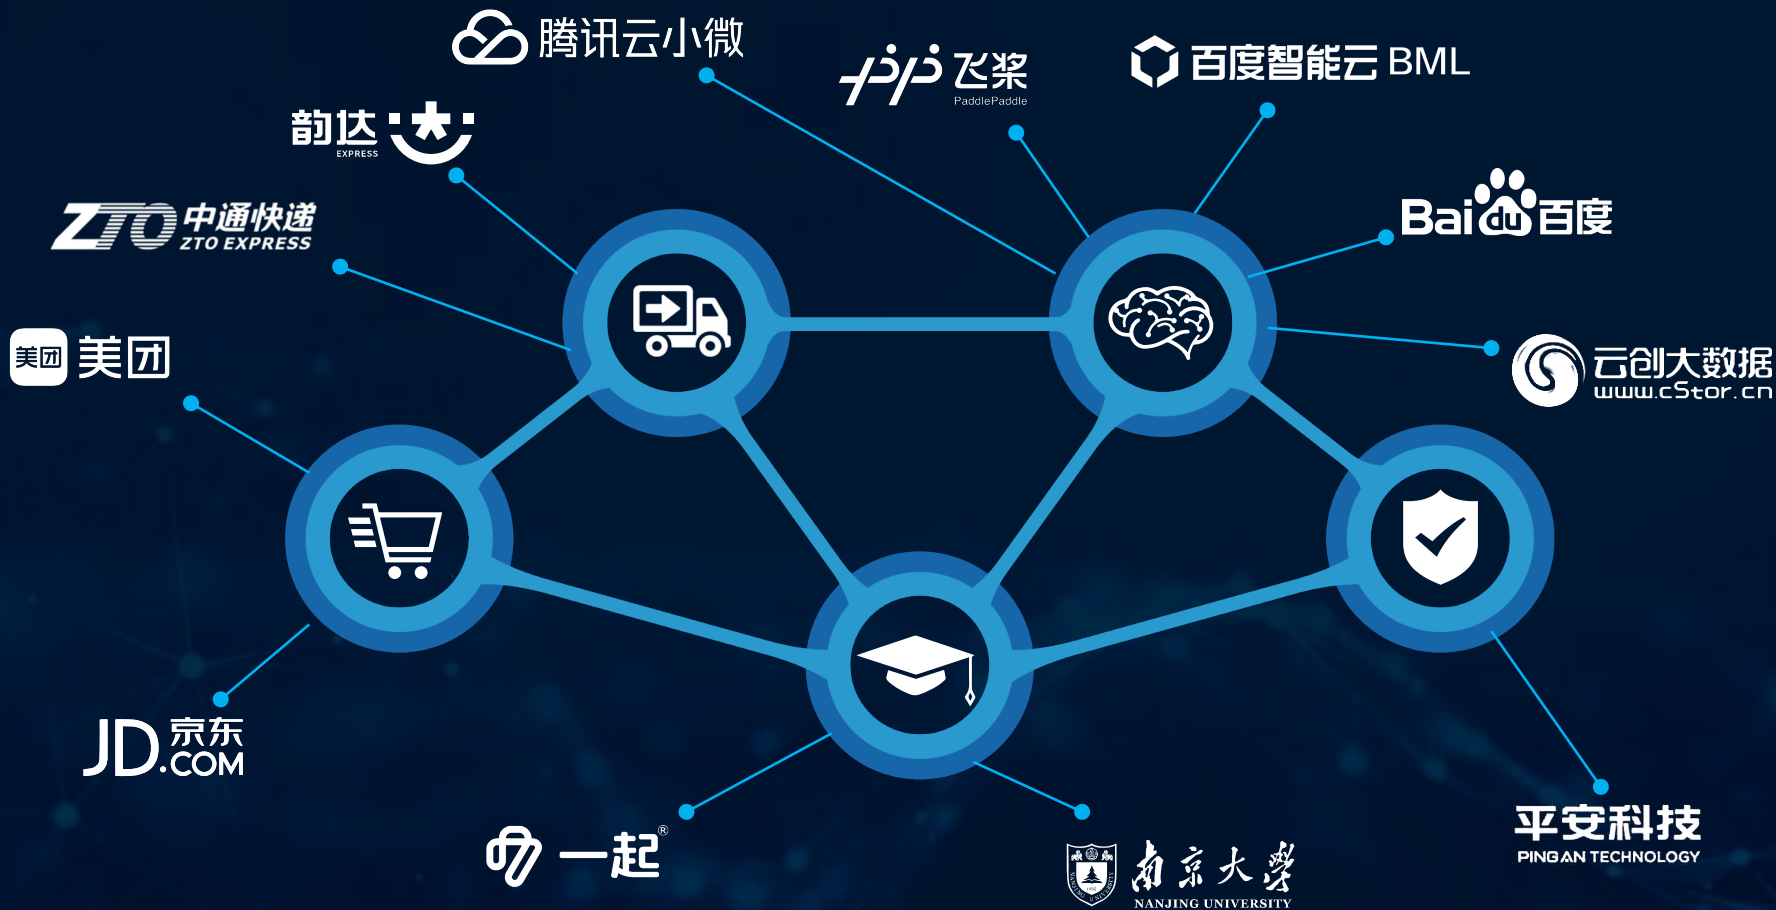 腾讯云小微
飞桨
PaddlePaddle
百度智能云 BML
韵达
EXPRESS
ZTO 中通快递
ZTO EXPRESS
Bai du 百度
美团 美团
云创大数据
www.cStor.cn
JD.京东
COM
一起®
南京大学
NANJING UNIVERSITY
平安科技
PINGAN TECHNOLOGY